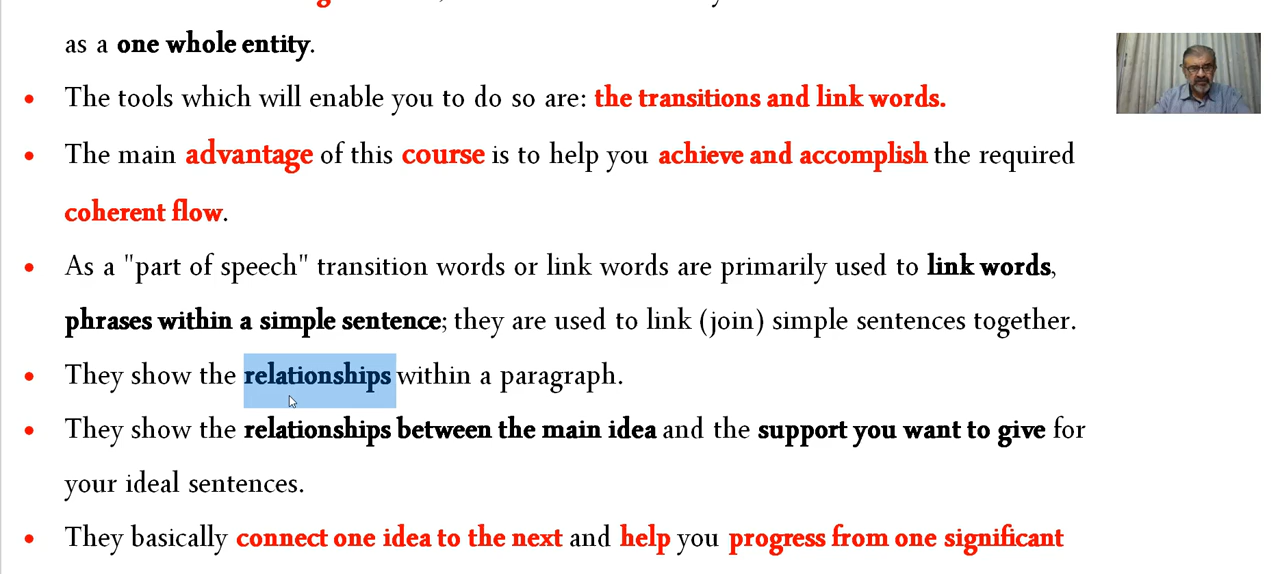 as a one whole entity.
• The tools which will enable you to do so are: the transitions and link words.
• The main advantage of this course is to help you achieve and accomplish the required
coherent flow.
• As a "part of speech" transition words or link words are primarily used to link words,
phrases within a simple sentence; they are used to link (join) simple sentences together.
• They show the relationships within a paragraph.
• They show the relationships between the main idea and the support you want to give for
your ideal sentences.
• They basically connect one idea to the next and help you progress from one significant